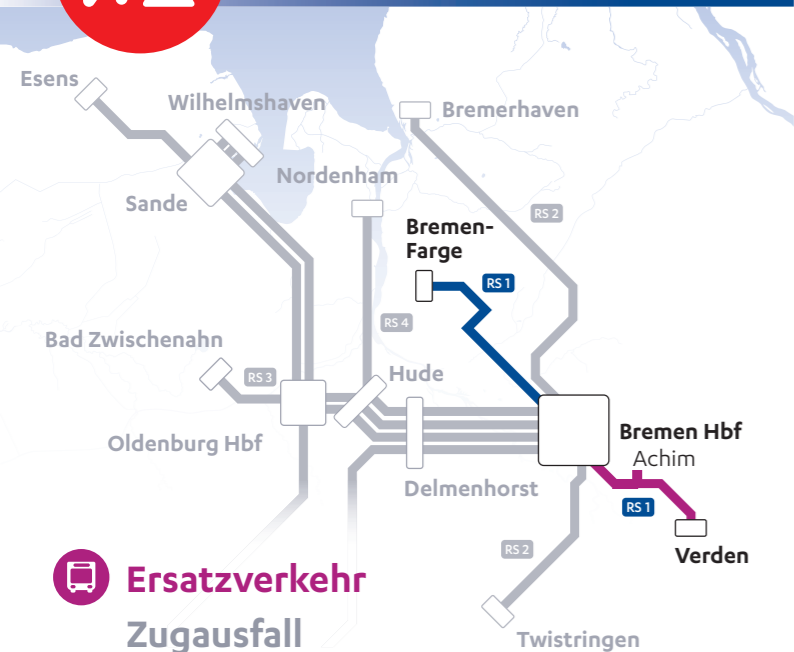 Esens
Wilhelmshaven
Bremerhaven
Nordenham
Sande
RS 2
Bremen-
Farge
RS 1
RS 4
Bad Zwischenahn
RS 3
Hude
Oldenburg Hbf
Bremen Hbf
Achim
Delmenhorst
RS 1
RS 2
Verden
Ersatzverkehr
Zugausfall
Twistringen